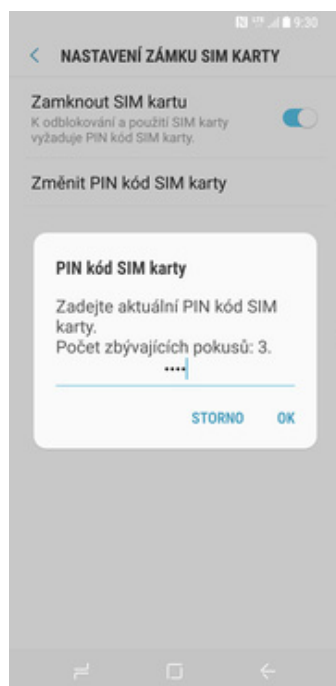 LTE 9:30
NASTAVENÍ ZÁMKU SIM KARTY
Zamknout SIM kartu
K odblokování a použití SIM karty
vyžaduje PIN kód SIM karty.
Změnit PIN kód SIM karty
PIN kód SIM karty
Zadejte aktuální PIN kód SIM
karty.
Počet zbývajících pokusů: 3.
••••
STORNO OK